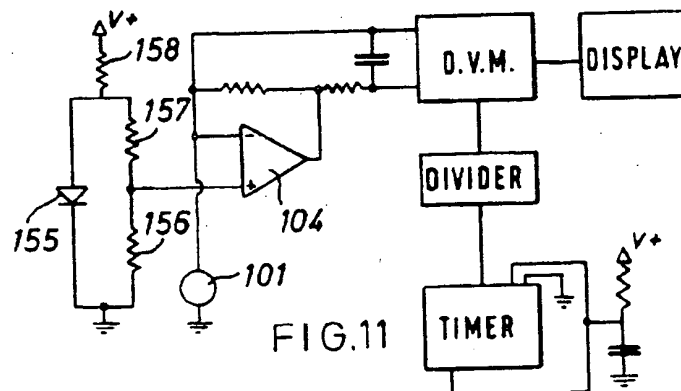 V+
158
157
155
156
-
+
104
101
D.V.M.
DISPLAY
DIVIDER
TIMER
V+
FIG.11